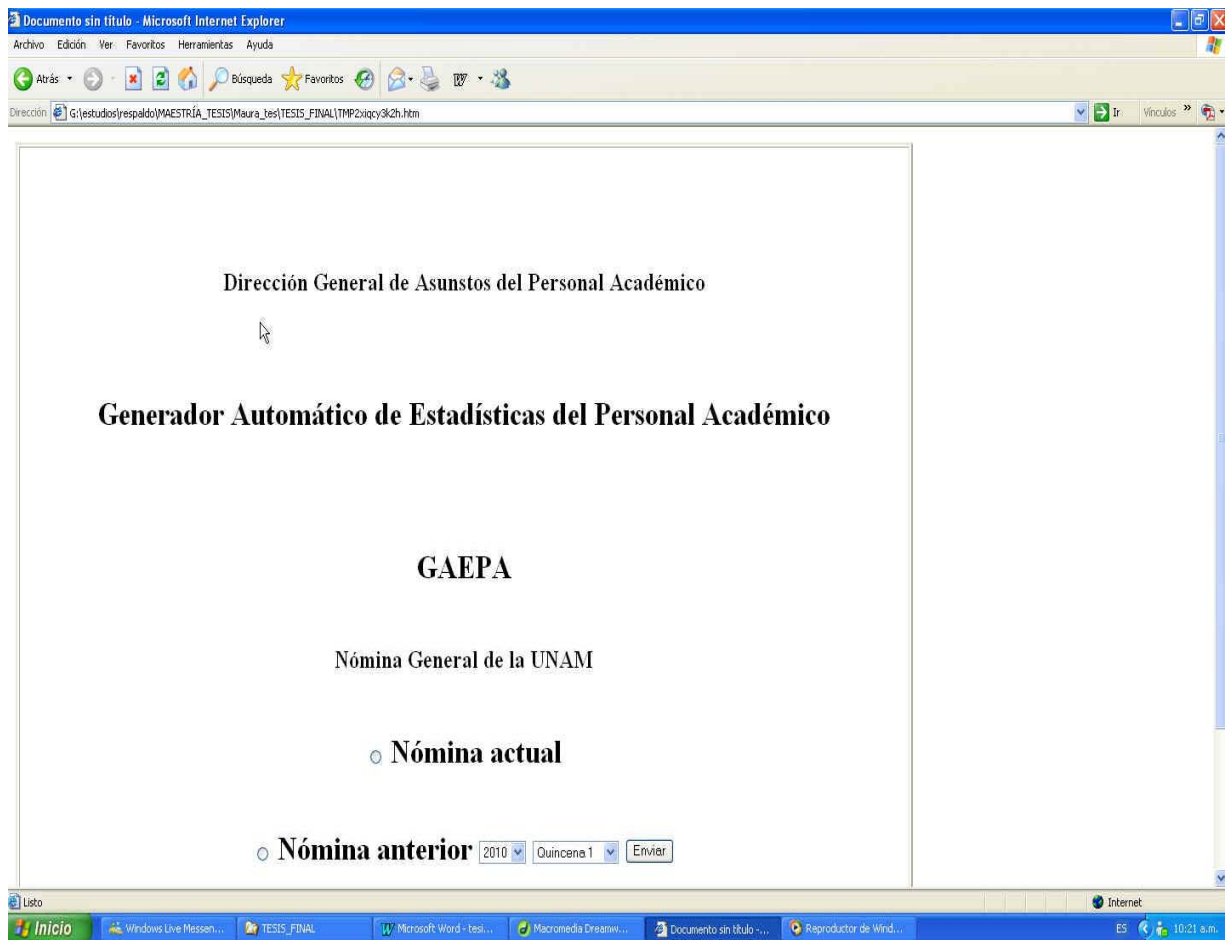 Documento sin título - Microsoft Internet Explorer
Archivo Edición Ver Favoritos Herramientas Ayuda
Atrás Búsqueda Favoritos
Dirección G:\estudios\respaldo\MAESTRÍA_TESIS\Maura_tes\TESIS_FINAL\TMP2xiqcy3k2h.htm Ir Vínculos »
Dirección General de Asunstos del Personal Académico
Generador Automático de Estadísticas del Personal Académico
GAEPA
Nómina General de la UNAM
Nómina actual
Nómina anterior 2010 Quincena 1 Enviar
Listo Internet
Inicio Windows Live Messen... TESIS_FINAL Microsoft Word - tesi... Macromedia Dreamw... Documento sin título -... Reproductor de Wind... ES 10:21 a.m.